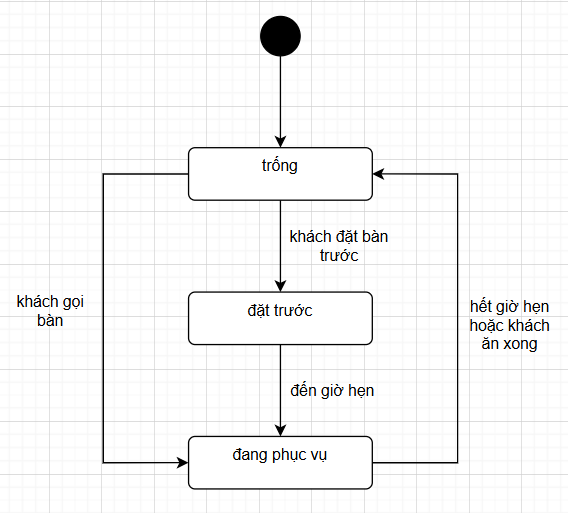 trống
khách đặt bàn
trước
khách gọi
bàn
đặt trước
hết giờ hẹn
hoặc khách
ăn xong
đến giờ hẹn
đang phục vụ